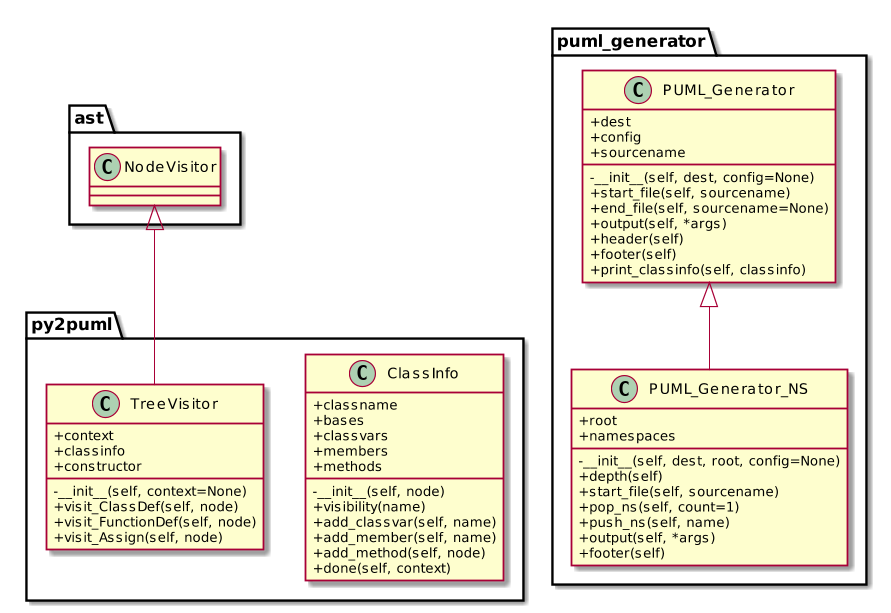 ast
C NodeVisitor
py2puml
C TreeVisitor
+context
+classinfo
+constructor
-__init__(self, context=None)
+visit_ClassDef(self, node)
+visit_FunctionDef(self, node)
+visit_Assign(self, node)
C ClassInfo
+classname
+bases
+classvars
+members
+methods
-__init__(self, node)
+visibility(name)
+add_classvar(self, name)
+add_member(self, name)
+add_method(self, node)
+done(self, context)
puml_generator
C PUML_Generator
+dest
+config
+sourcename
-__init__(self, dest, config=None)
+start_file(self, sourcename)
+end_file(self, sourcename=None)
+output(self, *args)
+header(self)
+footer(self)
+print_classinfo(self, classinfo)
C PUML_Generator_NS
+root
+namespaces
-__init__(self, dest, root, config=None)
+depth(self)
+start_file(self, sourcename)
+pop_ns(self, count=1)
+push_ns(self, name)
+output(self, *args)
+footer(self)